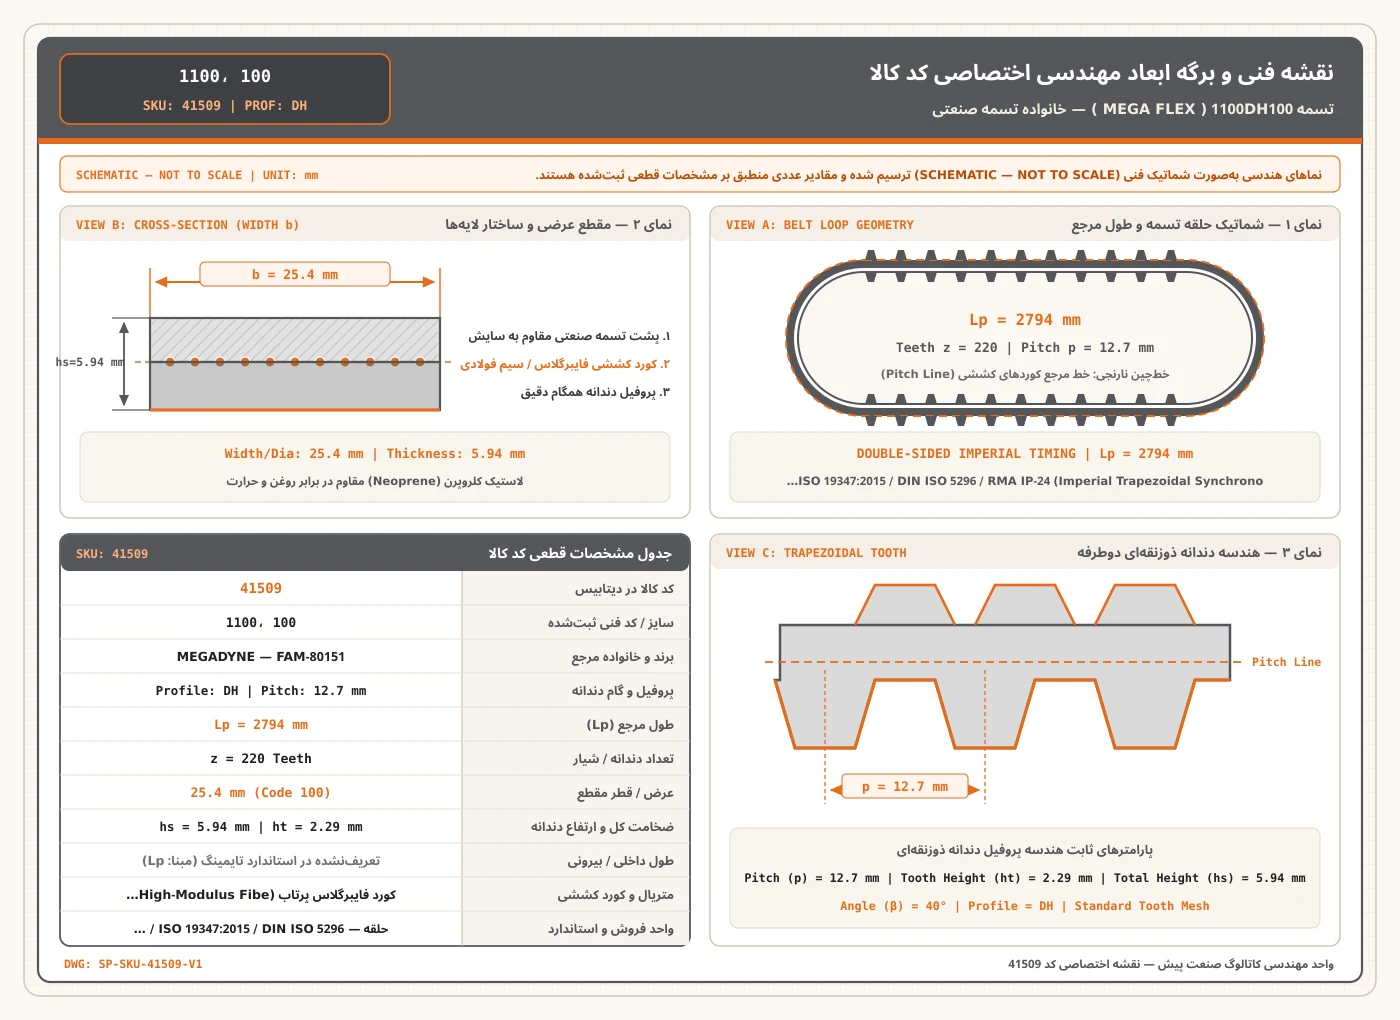 نقشه فنی و برگه ابعاد مهندسی اختصاصی کد کالا
تسمه 1100DH100 ( MEGA FLEX ) — خانواده تسمه صنعتی
1100، 100
SKU: 41509 | PROF: DH
نماهای هندسی به‌صورت شماتیک فنی (SCHEMATIC — NOT TO SCALE) ترسیم شده و مقادیر عددی منطبق بر مشخصات قطعی ثبت‌شده هستند.
SCHEMATIC — NOT TO SCALE | UNIT: mm
نمای ۱ — شماتیک حلقه تسمه و طول مرجع
VIEW A: BELT LOOP GEOMETRY
Lp = 2794 mm
Teeth z = 220 | Pitch p = 12.7 mm
خط‌چین نارنجی: خط مرجع کوردهای کششی (Pitch Line)
DOUBLE-SIDED IMPERIAL TIMING | Lp = 2794 mm
ISO 19347:2015 / DIN ISO 5296 / RMA IP-24 (Imperial Trapezoidal Synchrono...
نمای ۲ — مقطع عرضی و ساختار لایه‌ها
VIEW B: CROSS-SECTION (WIDTH b)
b = 25.4 mm
hs=5.94 mm
۱. پشت تسمه صنعتی مقاوم به سایش
۲. کورد کششی فایبرگلاس / سیم فولادی
۳. پروفیل دندانه همگام دقیق
Width/Dia: 25.4 mm | Thickness: 5.94 mm
لاستیک کلروپرن (Neoprene) مقاوم در برابر روغن و حرارت
نمای ۳ — هندسه دندانه ذوزنقه‌ای دوطرفه
VIEW C: TRAPEZOIDAL TOOTH
Pitch Line
p = 12.7 mm
پارامترهای ثابت هندسه پروفیل دندانه ذوزنقه‌ای
Pitch (p) = 12.7 mm | Tooth Height (ht) = 2.29 mm | Total Height (hs) = 5.94 mm
Angle (β) = 40° | Profile = DH | Standard Tooth Mesh
جدول مشخصات قطعی کد کالا
SKU: 41509
کد کالا در دیتابیس
41509
سایز / کد فنی ثبت‌شده
1100، 100
برند و خانواده مرجع
MEGADYNE — FAM-80151
پروفیل و گام دندانه
Profile: DH | Pitch: 12.7 mm
طول مرجع (Lp)
Lp = 2794 mm
تعداد دندانه / شیار
z = 220 Teeth
عرض / قطر مقطع
25.4 mm (Code 100)
ضخامت کل و ارتفاع دندانه
hs = 5.94 mm | ht = 2.29 mm
طول داخلی / بیرونی
تعریف‌نشده در استاندارد تایمینگ (مبنا: Lp)
متریال و کورد کششی
کورد فایبرگلاس پرتاب (High-Modulus Fibe...
واحد فروش و استاندارد
حلقه — ISO 19347:2015 / DIN ISO 5296 / ...
واحد مهندسی کاتالوگ صنعت پیش — نقشه اختصاصی کد 41509
DWG: SP-SKU-41509-V1